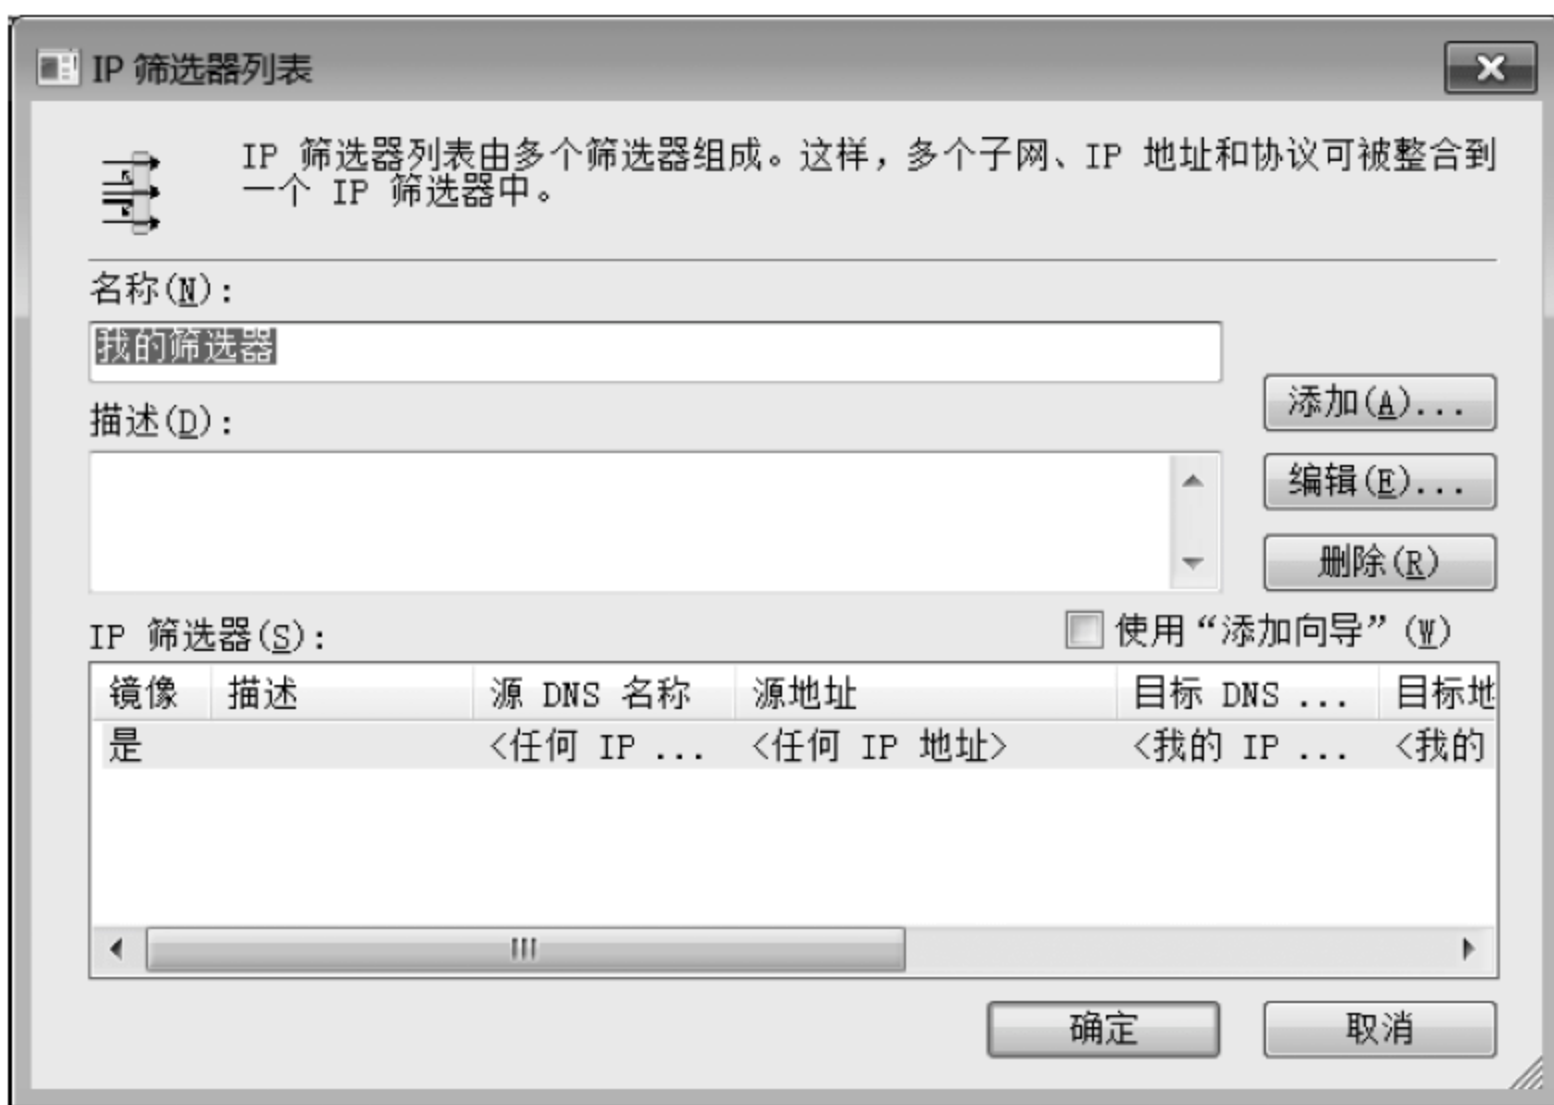 IP 筛选器列表
IP 筛选器列表由多个筛选器组成。这样，多个子网、IP 地址和协议可被整合到
一个 IP 筛选器中。
名称(N)：
我的筛选器
添加(A)...
描述(D)：
编辑(E)...
删除(R)
IP 筛选器(S)：
使用“添加向导”(W)
镜像 描述 源 DNS 名称 源地址 目标 DNS ... 目标地
是 <任何 IP ... <任何 IP 地址> <我的 IP ... <我的
确定 取消